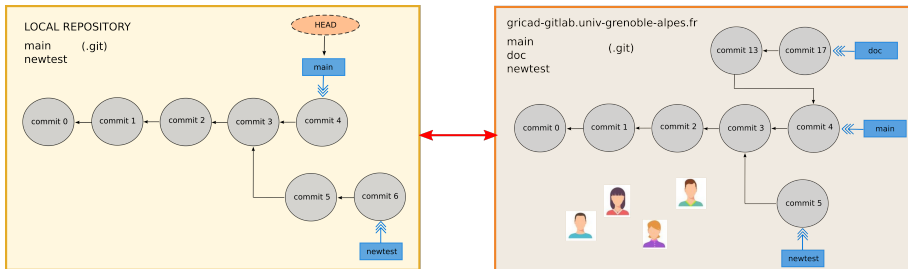 LOCAL REPOSITORY
main (.git)
newtest
HEAD
main
commit 0
commit 1
commit 2
commit 3
commit 4
commit 5
commit 6
newtest
gricad-gitlab.univ-grenoble-alpes.fr
main
doc (.git)
newtest
commit 13
commit 17
doc
commit 0
commit 1
commit 2
commit 3
commit 4
main
commit 5
newtest